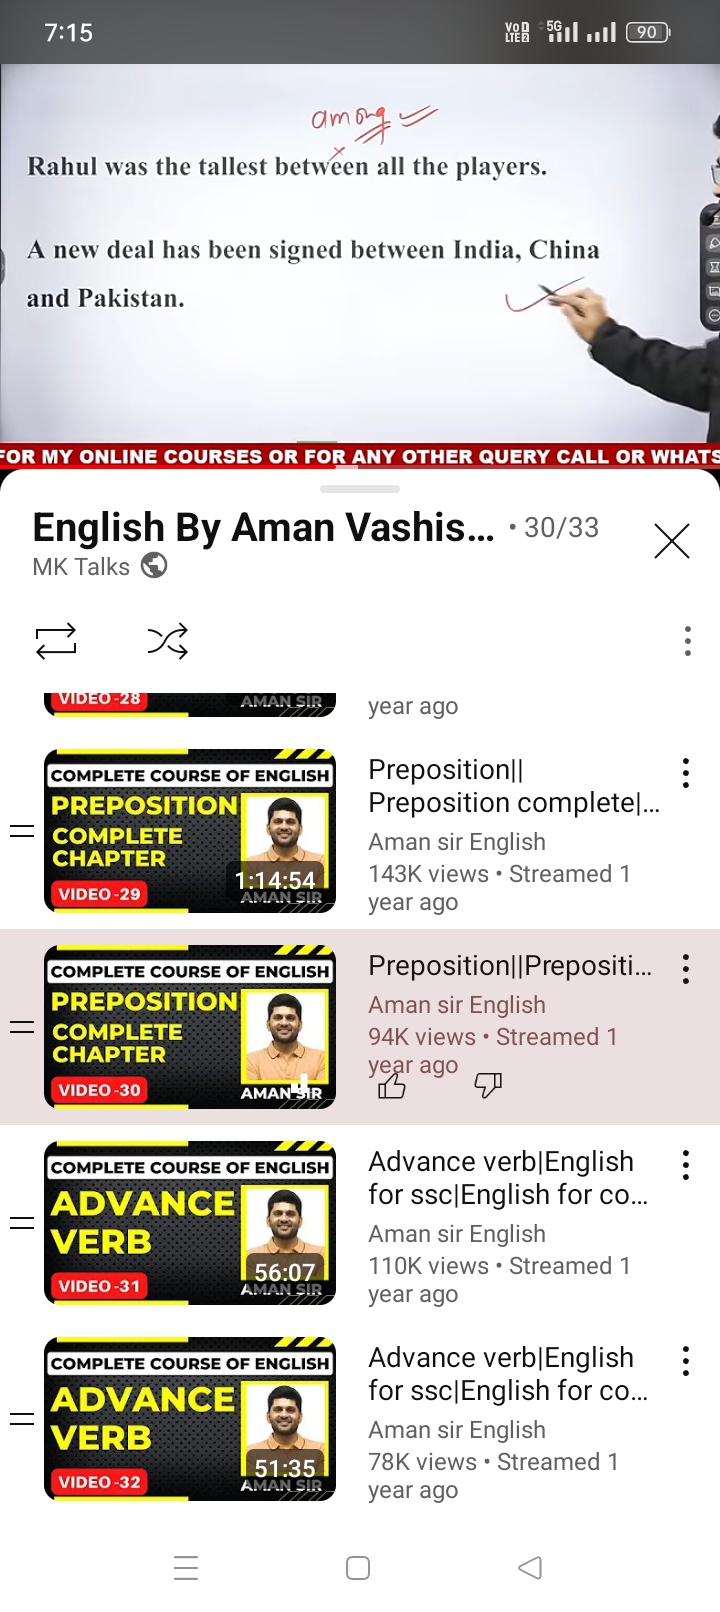 7:15
VoD LTE2 5G 90
among
Rahul was the tallest between all the players.
A new deal has been signed between India, China
and Pakistan.
FOR MY ONLINE COURSES OR FOR ANY OTHER QUERY CALL OR WHATS
English By Aman Vashis... • 30/33
MK Talks
VIDEO-28
AMAN SIR
year ago
COMPLETE COURSE OF ENGLISH
PREPOSITION
COMPLETE
CHAPTER
1:14:54
VIDEO-29
AMAN SIR
Preposition||
Preposition complete|...
Aman sir English
143K views • Streamed 1
year ago
COMPLETE COURSE OF ENGLISH
PREPOSITION
COMPLETE
CHAPTER
VIDEO-30
AMAN SIR
Preposition||Prepositi...
Aman sir English
94K views • Streamed 1
year ago
COMPLETE COURSE OF ENGLISH
ADVANCE
VERB
56:07
VIDEO-31
AMAN SIR
Advance verb|English
for ssc|English for co...
Aman sir English
110K views • Streamed 1
year ago
COMPLETE COURSE OF ENGLISH
ADVANCE
VERB
51:35
VIDEO-32
AMAN SIR
Advance verb|English
for ssc|English for co...
Aman sir English
78K views • Streamed 1
year ago